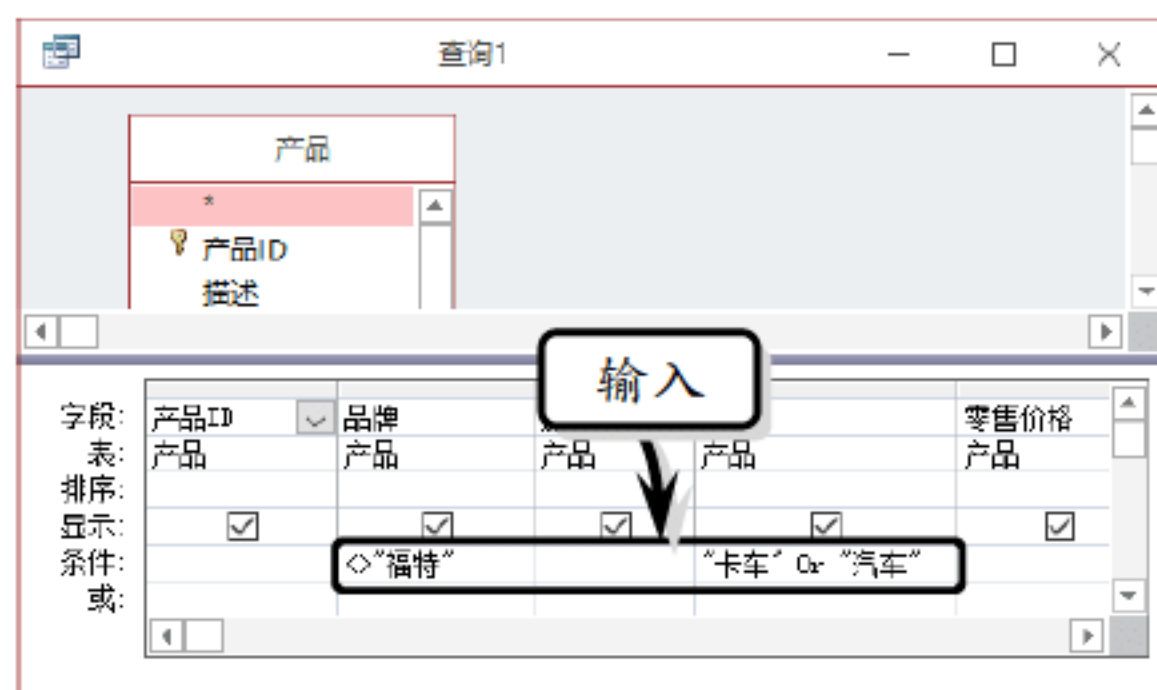 查询1
产品
*
产品ID
描述
输入
字段: 产品ID 品牌 零售价格
表: 产品 产品 产品 产品 产品
排序:
显示:
条件: <>"福特" "卡车" Or "汽车"
或: